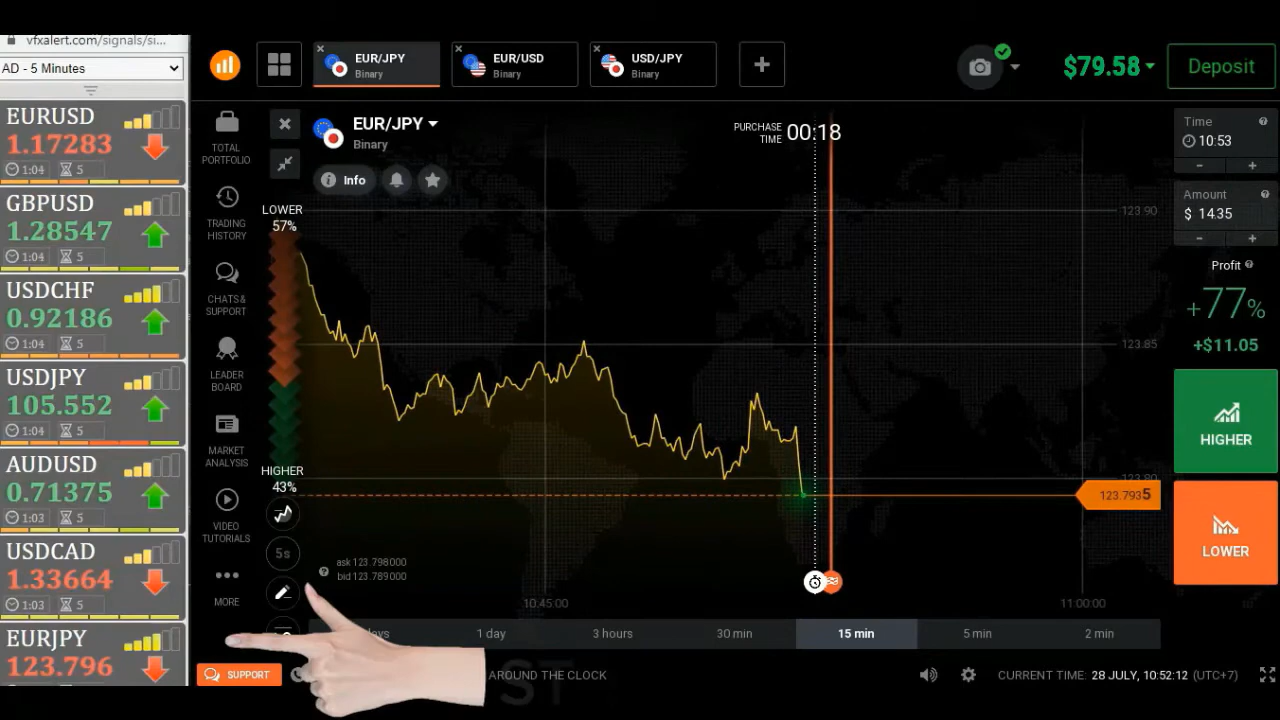 vfxalert.com/signals/si...
AD - 5 Minutes
EURUSD
1.17283
1:04 5
GBPUSD
1.28547
1:04 5
USDCHF
0.92186
1:04 5
USDJPY
105.552
1:04 5
AUDUSD
0.71375
1:03 5
USDCAD
1.33664
1:03 5
EURJPY
123.796
EUR/JPY
Binary
EUR/USD
Binary
USD/JPY
Binary
$79.58
Deposit
TOTAL
PORTFOLIO
TRADING
HISTORY
CHATS &
SUPPORT
LEADER
BOARD
MARKET
ANALYSIS
VIDEO
TUTORIALS
MORE
EUR/JPY
Binary
Info
PURCHASE
TIME
00:18
LOWER
57%
HIGHER
43%
5s
ask 123.798000
bid 123.789000
123.90
123.85
123.80
123.7935
10:45:00
11:00:00
1 day
3 hours
30 min
15 min
5 min
2 min
Time
10:53
Amount
$ 14.35
Profit
+77%
+$11.05
HIGHER
LOWER
SUPPORT
AROUND THE CLOCK
ST
CURRENT TIME: 28 JULY, 10:52:12 (UTC+7)